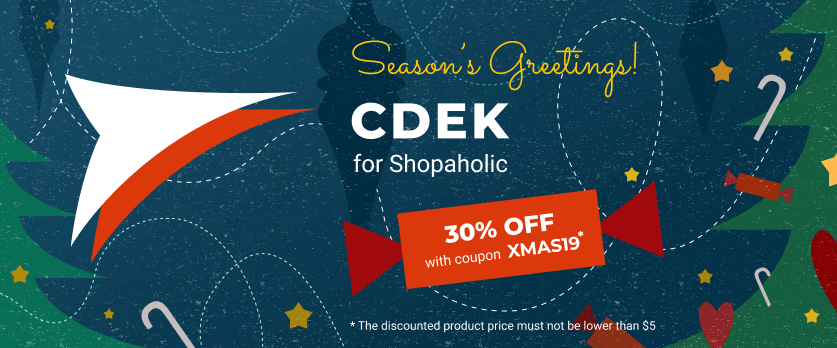 Season's Greetings!
CDEK
for Shopaholic
30% OFF
with coupon XMAS19*
* The discounted product price must not be lower than $5